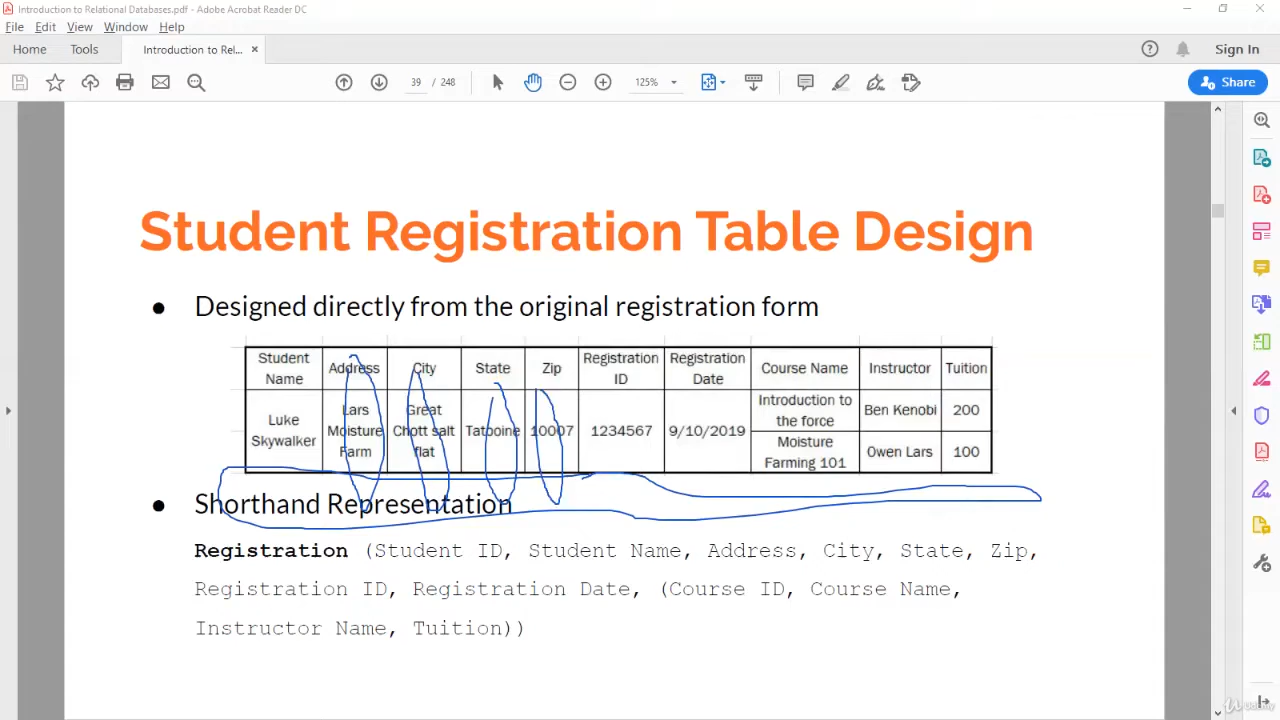 Introduction to Relational Databases.pdf - Adobe Acrobat Reader DC
File Edit View Window Help
Home Tools Introduction to Rel... × Sign In
39 / 248 125% Share
Student Registration Table Design
● Designed directly from the original registration form
Student Name Address City State Zip Registration ID Registration Date Course Name Instructor Tuition
Luke Skywalker Lars Moisture Farm Great Chott salt flat Tatooine 10007 1234567 9/10/2019 Introduction to the force Ben Kenobi 200
Moisture Farming 101 Owen Lars 100
● Shorthand Representation
Registration (Student ID, Student Name, Address, City, State, Zip,
Registration ID, Registration Date, (Course ID, Course Name,
Instructor Name, Tuition))
Udemy